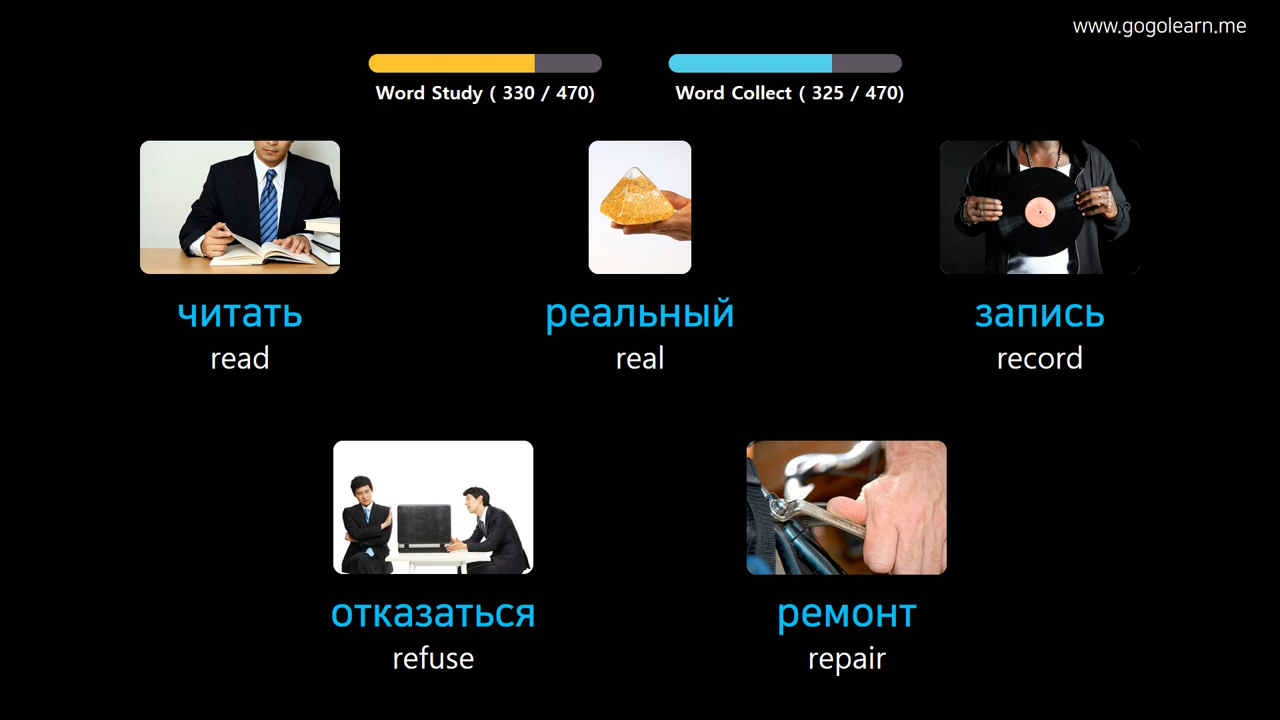 www.gogolearn.me
Word Study ( 330 / 470)
Word Collect ( 325 / 470)
читать
read
реальный
real
запись
record
отказаться
refuse
ремонт
repair